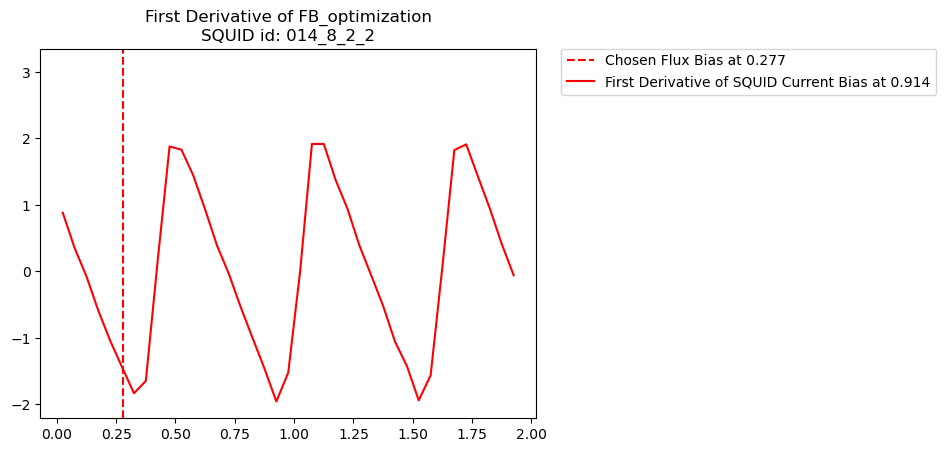 First Derivative of FB_optimization
SQUID id: 014_8_2_2
Chosen Flux Bias at 0.277
First Derivative of SQUID Current Bias at 0.914
3
2
1
0
−1
−2
0.00 0.25 0.50 0.75 1.00 1.25 1.50 1.75 2.00